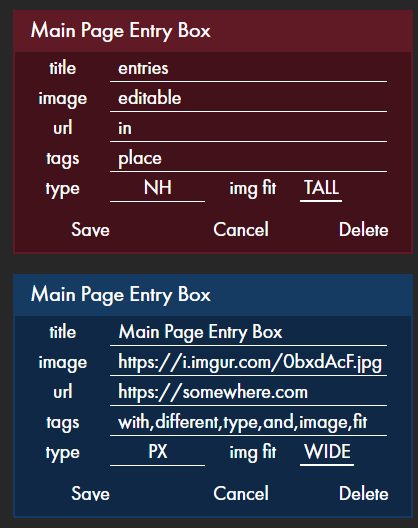 Main Page Entry Box
title entries
image editable
url in
tags place
type NH img fit TALL
Save Cancel Delete
Main Page Entry Box
title Main Page Entry Box
image https://i.imgur.com/0bxdAcF.jpg
url https://somewhere.com
tags with,different,type,and,image,fit
type PX img fit WIDE
Save Cancel Delete